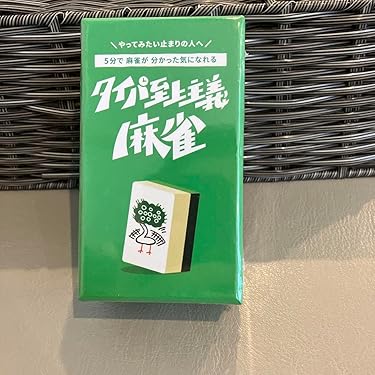 ＼やってみたい止まりの人へ／
5分で 麻雀が 分かった気になれる
タイパ至上主義
麻雀